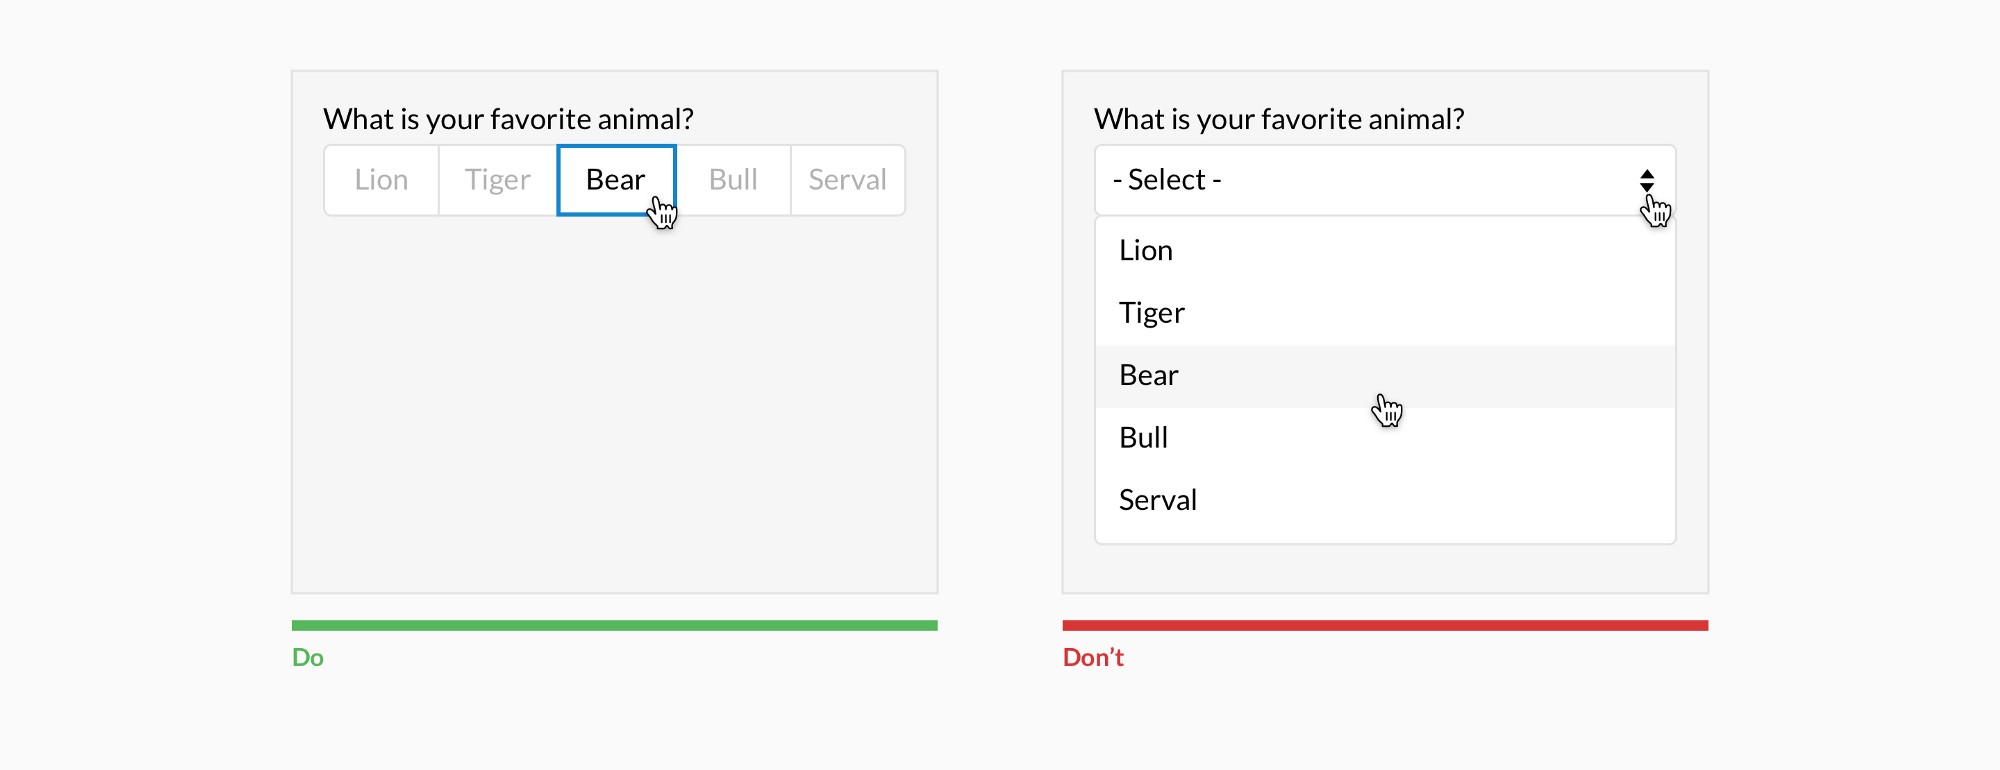 What is your favorite animal?
Lion Tiger Bear Bull Serval
Do
What is your favorite animal?
- Select -
Lion
Tiger
Bear
Bull
Serval
Don’t